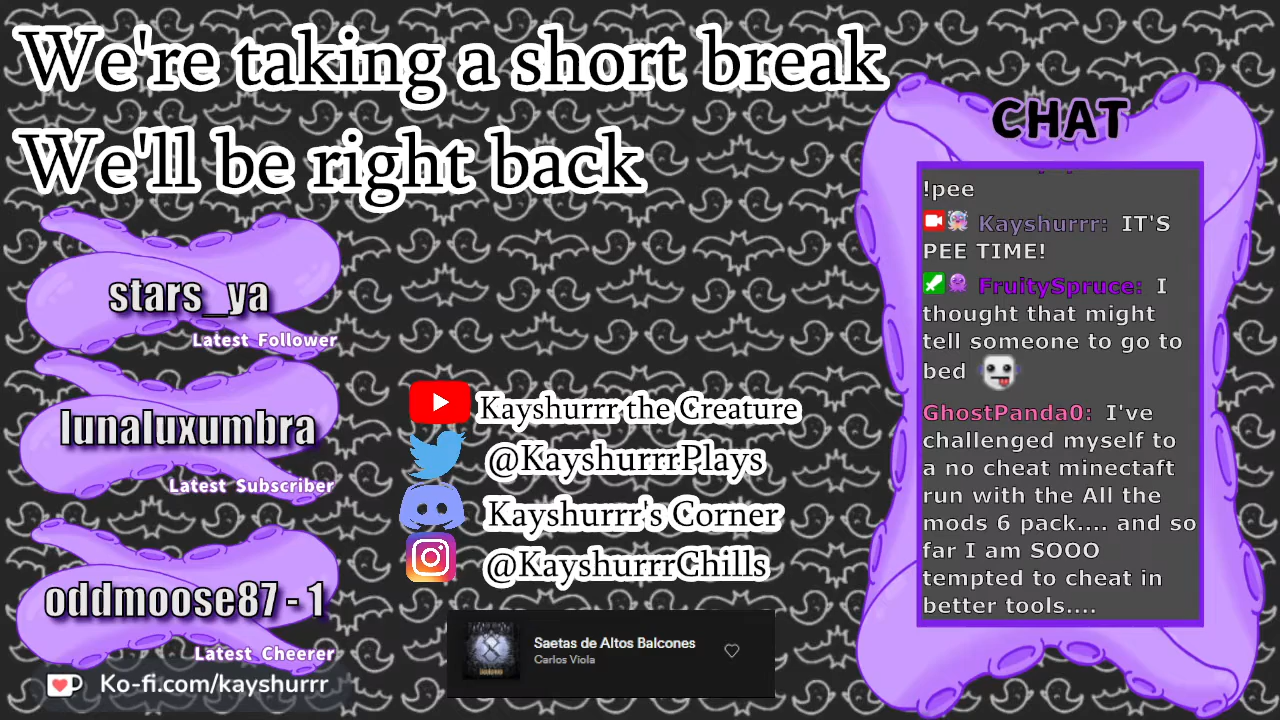 We're taking a short break
We'll be right back
stars_ya
Latest Follower
lunaluxumbra
Latest Subscriber
oddmoose87 - 1
Latest Cheerer
Ko-fi.com/kayshurrr
Kayshurrr the Creature
@KayshurrrPlays
Kayshurrr's Corner
@KayshurrrChills
Saetas de Altos Balcones
Carlos Viola
CHAT
!pee
Kayshurrr: IT'S
PEE TIME!
FruitySpruce: I
thought that might
tell someone to go to
bed
GhostPanda0: I've
challenged myself to
a no cheat minectaft
run with the All the
mods 6 pack.... and so
far I am SOOO
tempted to cheat in
better tools....